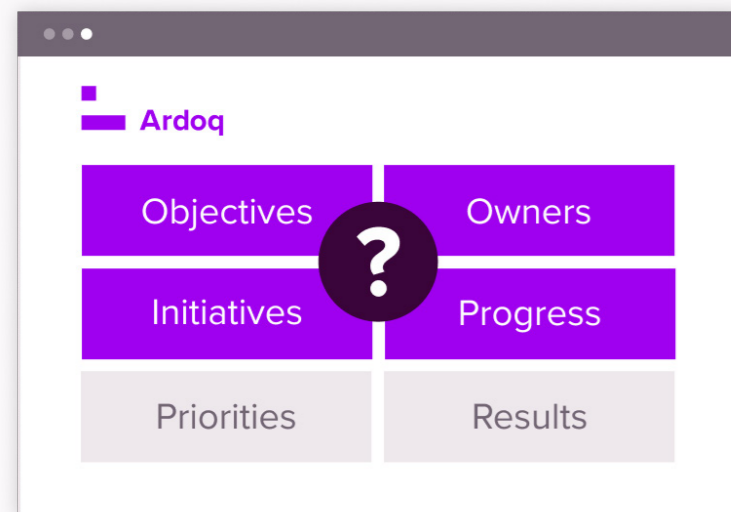 Ardoq
Objectives
Owners
?
Initiatives
Progress
Priorities
Results